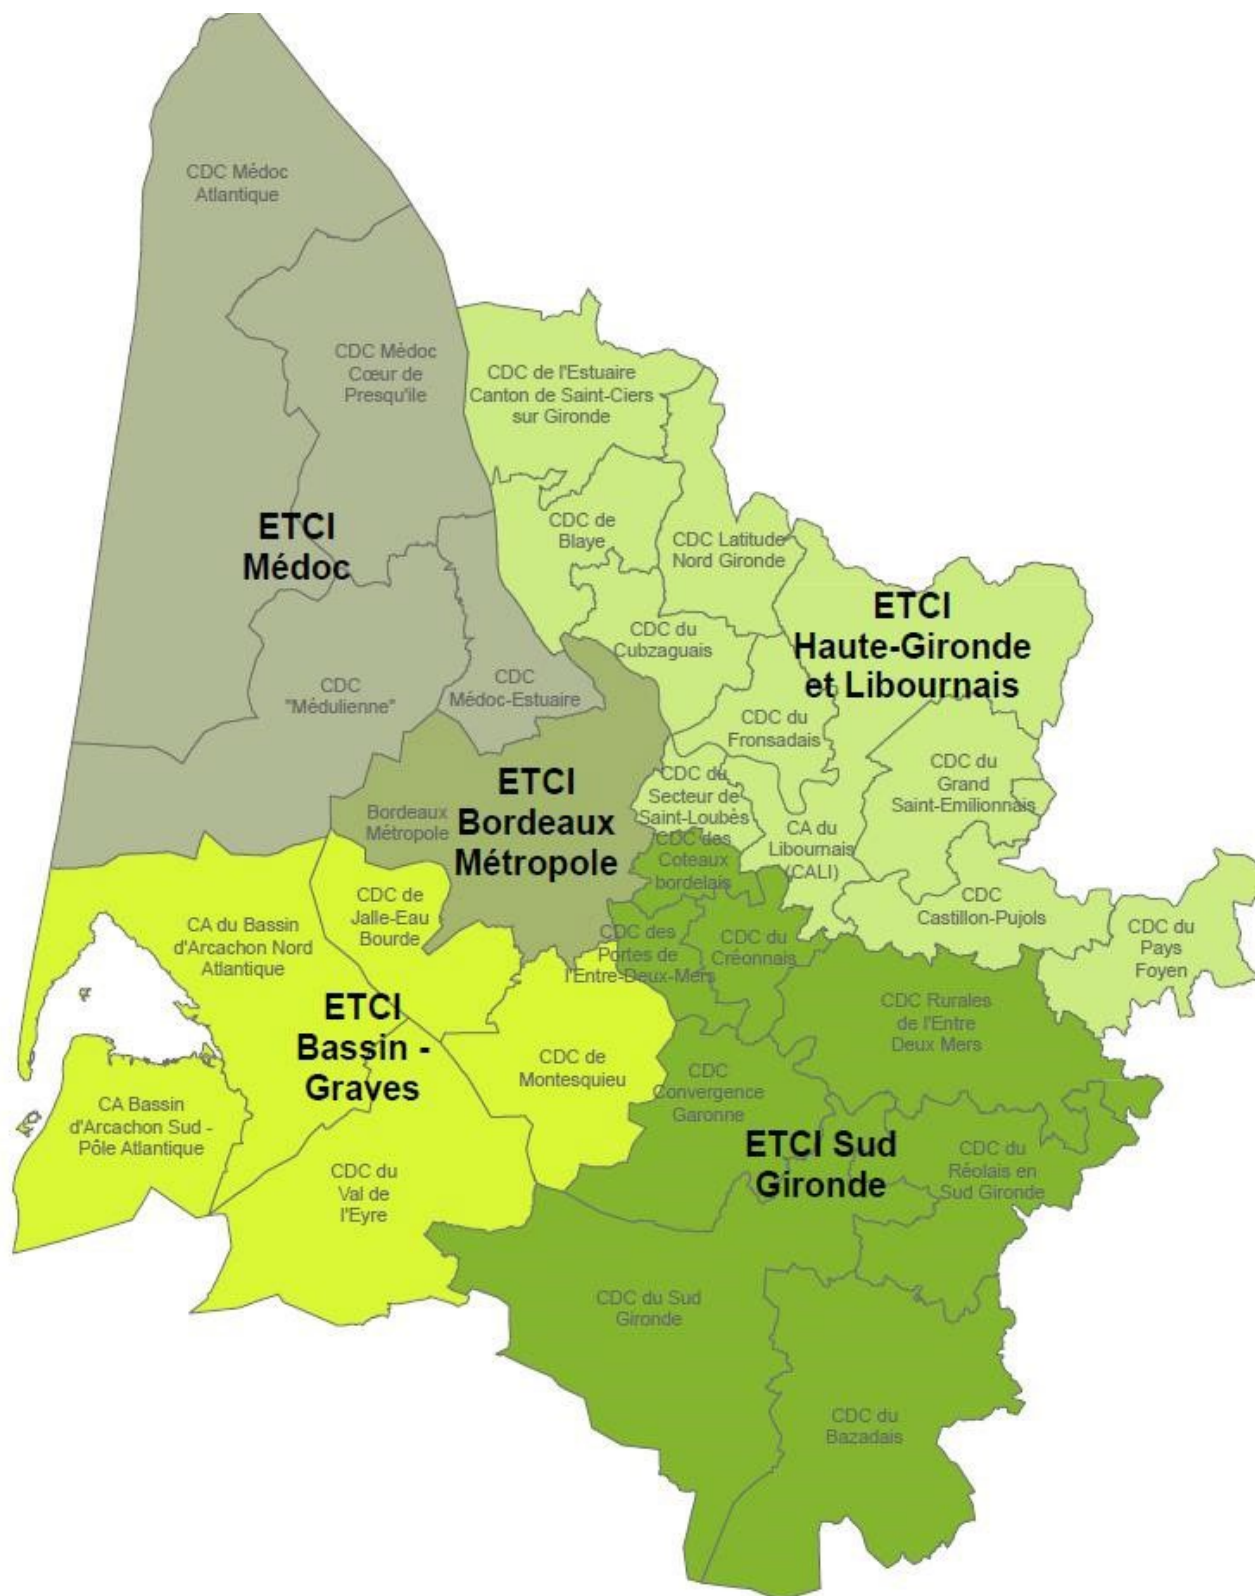 CDC Médoc
Atlantique
CDC Médoc
Cœur de
Presqu'ile
CDC de l'Estuaire
Canton de Saint-Ciers
sur Gironde
ETCI
Médoc
CDC de
Blaye
CDC Latitude
Nord Gironde
ETCI
Haute-Gironde
et Libournais
CDC du
Cubzaguais
CDC
"Médulienne"
CDC
Médoc-Estuaire
CDC du
Fronsadais
CDC du
Grand
Saint-Emilionnais
CDC du
Secteur de
Saint-Loubès
ETCI
Bordeaux
Métropole
Bordeaux
Métropole
CA du
Libournais
(CALI)
CDC des
Coteaux
bordelais
CDC de
Jalle-Eau
Bourde
CDC
Castillon-Pujols
CDC du
Pays
Foyen
CA du Bassin
d'Arcachon Nord
Atlantique
CDC des
Portes de
l'Entre-Deux-Mers
CDC du
Créonnais
CDC Rurales
de l'Entre
Deux Mers
ETCI
Bassin -
Graves
CDC de
Montesquieu
CDC
Convergence
Garonne
CA Bassin
d'Arcachon Sud -
Pôle Atlantique
ETCI Sud
Gironde
CDC du
Réolais en
Sud Gironde
CDC du
Val de
l'Eyre
CDC du Sud
Gironde
CDC du
Bazadais